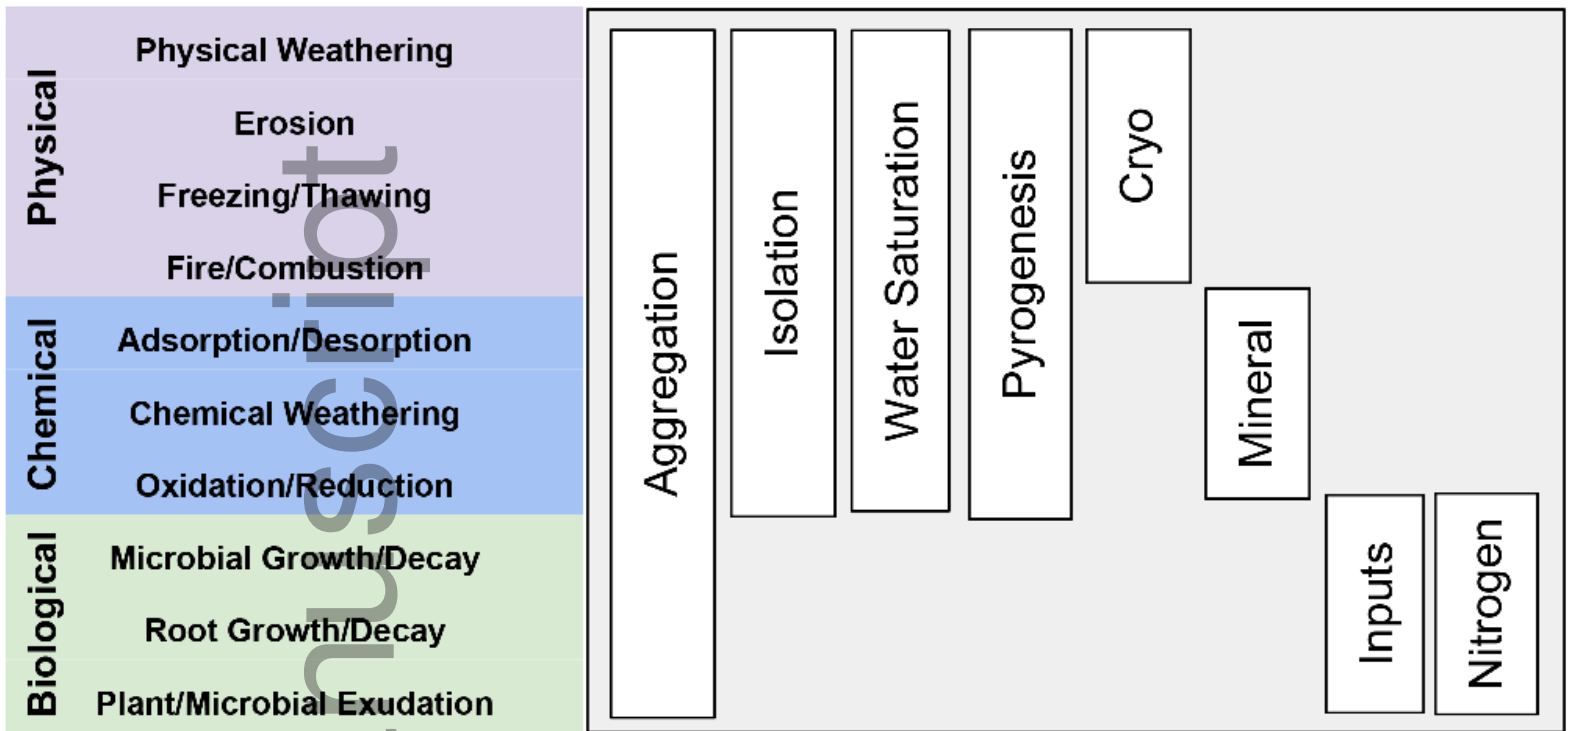 Physical
Physical Weathering
Erosion
Freezing/Thawing
Fire/Combustion
Chemical
Adsorption/Desorption
Chemical Weathering
Oxidation/Reduction
Biological
Microbial Growth/Decay
Root Growth/Decay
Plant/Microbial Exudation
nuscript
Aggregation
Isolation
Water Saturation
Pyrogenesis
Cryo
Mineral
Inputs
Nitrogen